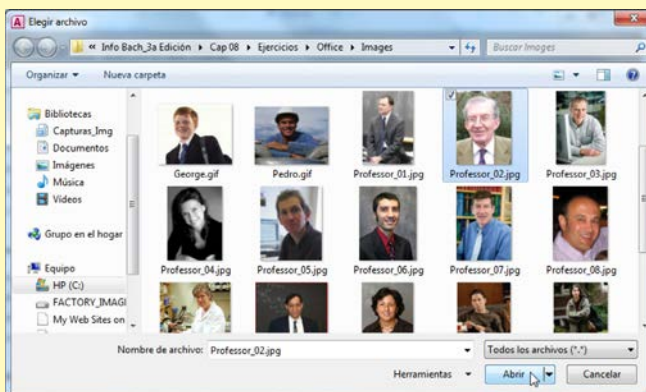 Elegir archivo
« Info Bach_3a Edición ▸ Cap 08 ▸ Ejercicios ▸ Office ▸ Images
Buscar Images
Organizar ▾ Nueva carpeta
Bibliotecas
Capturas_Img
Documentos
Imágenes
Música
Vídeos
Grupo en el hogar
Equipo
HP (C:)
FACTORY_IMAGI
My Web Sites on
George.gif Pedro.gif Professor_01.jpg Professor_02.jpg Professor_03.jpg
Professor_04.jpg Professor_05.jpg Professor_06.jpg Professor_07.jpg Professor_08.jpg
Nombre de archivo: Professor_02.jpg Todos los archivos (*.*)
Herramientas Abrir Cancelar